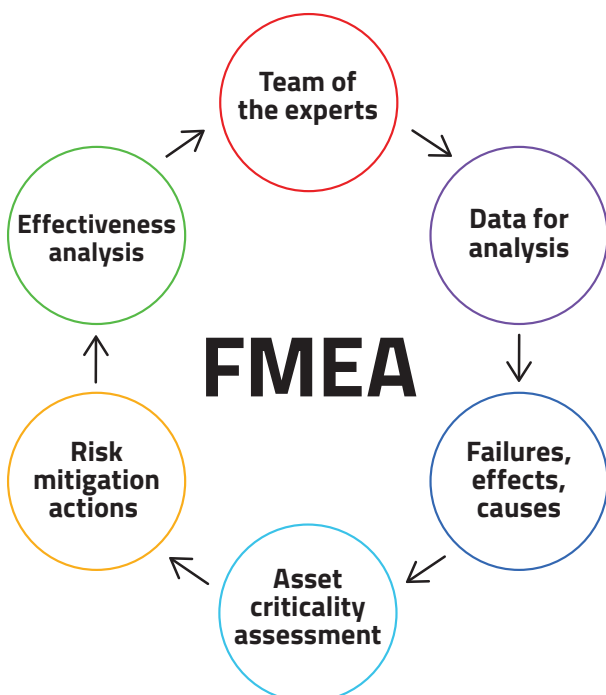 Team of
the experts
Data for
analysis
Failures,
effects,
causes
Asset
criticality
assessment
Risk
mitigation
actions
Effectiveness
analysis
FMEA